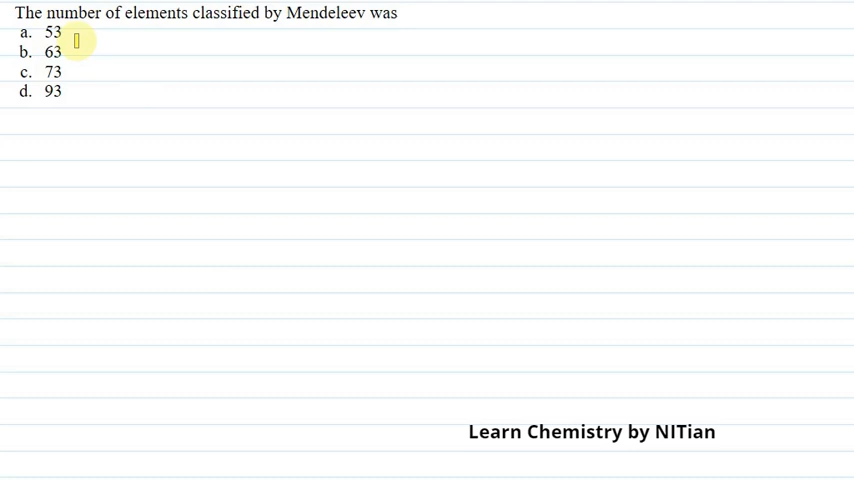 The number of elements classified by Mendeleev was
a. 53
b. 63
c. 73
d. 93
Learn Chemistry by NITian